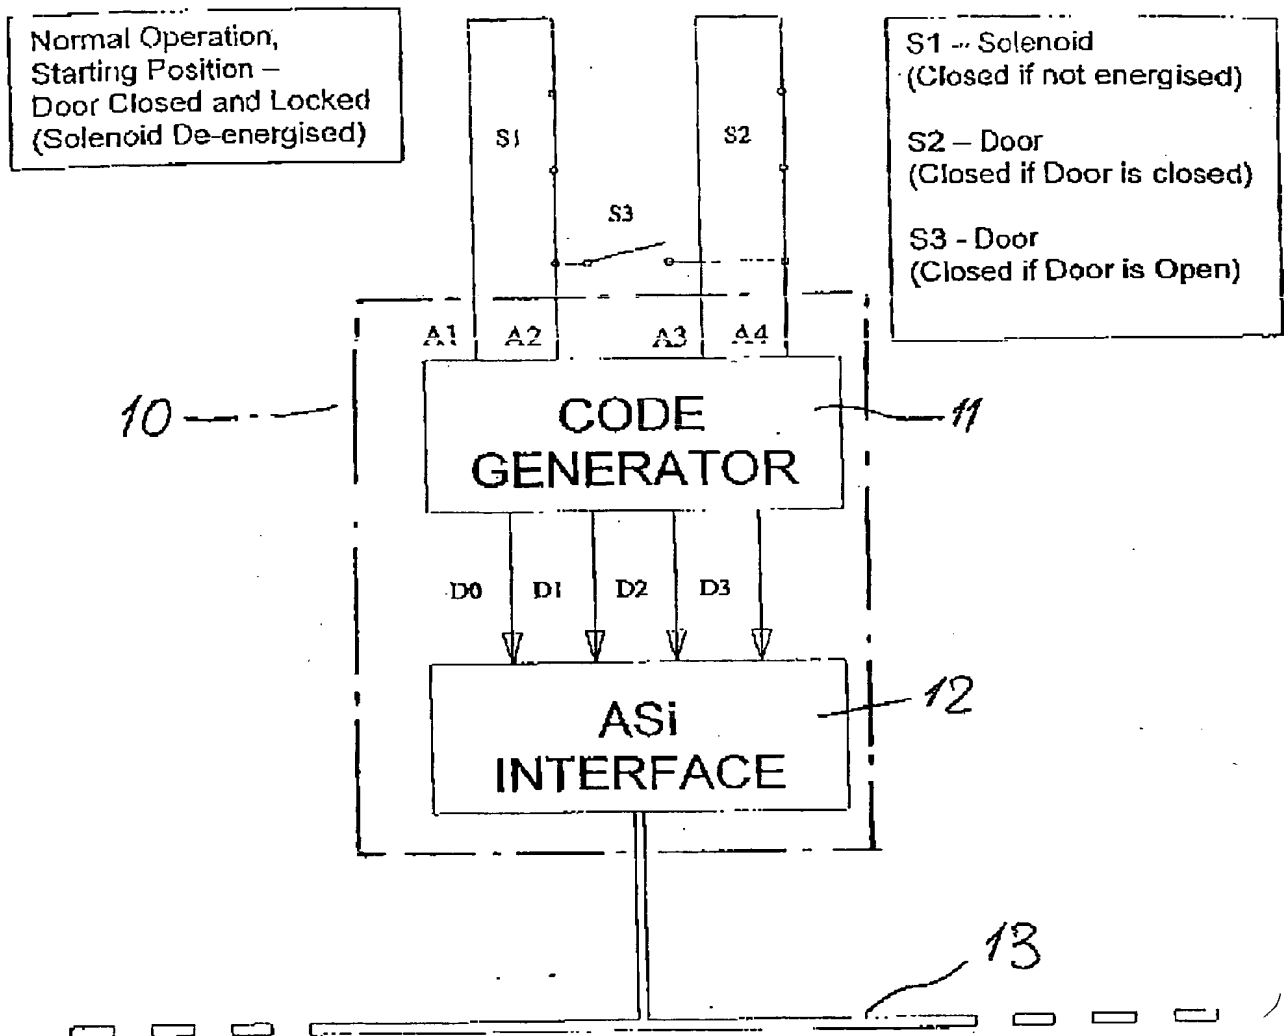 Normal Operation,
Starting Position –
Door Closed and Locked
(Solenoid De-energised)
S1 -- Solenoid
(Closed if not energised)
S2 – Door
(Closed if Door is closed)
S3 - Door
(Closed if Door is Open)
S1
S2
S3
A1 A2 A3 A4
10
CODE
GENERATOR
11
D0 D1 D2 D3
ASi
INTERFACE
12
13